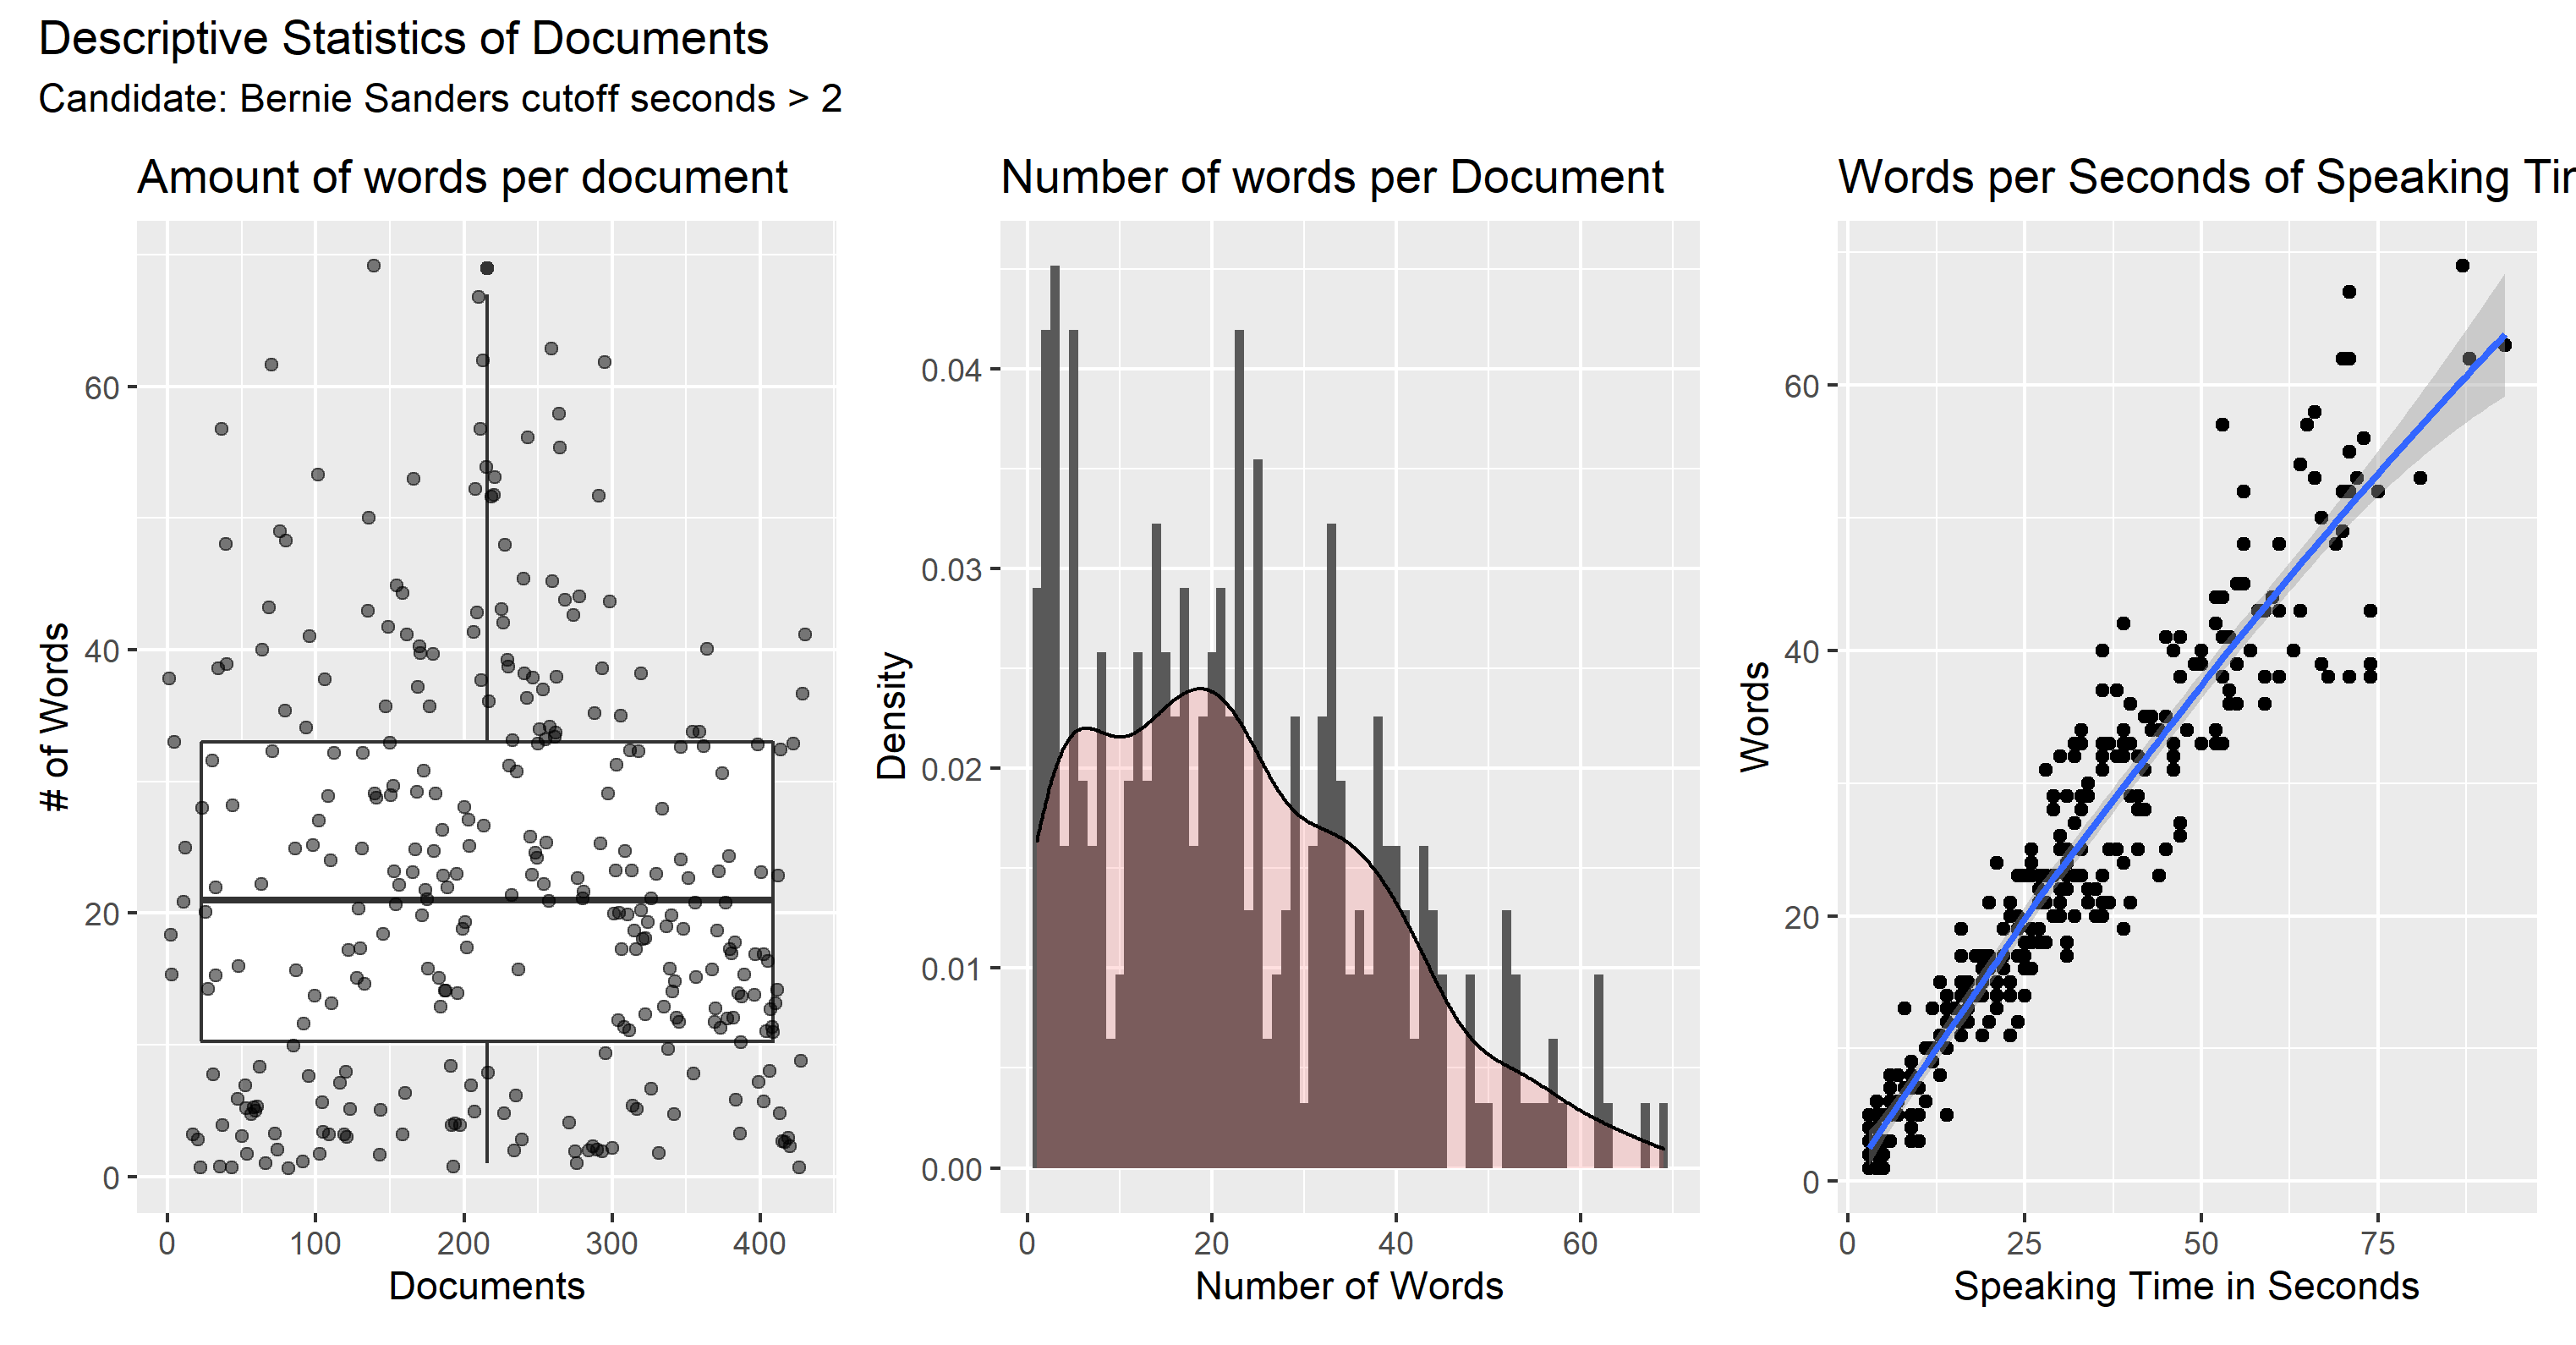 Descriptive Statistics of Documents
Candidate: Bernie Sanders cutoff seconds > 2
Amount of words per document
# of Words
60
40
20
0
0 100 200 300 400
Documents
Number of words per Document
Density
0.04
0.03
0.02
0.01
0.00
0 20 40 60
Number of Words
Words per Seconds of Speaking Tir
Words
60
40
20
0
0 25 50 75
Speaking Time in Seconds